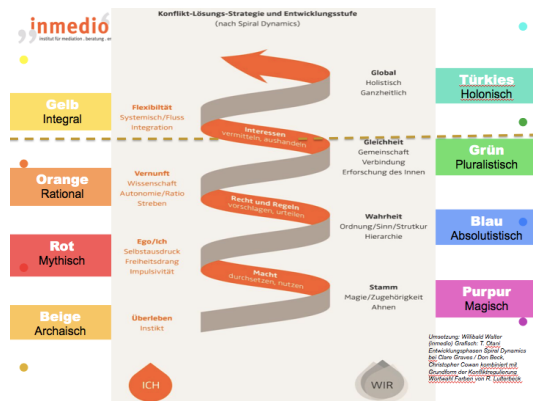 inmedio
institut für mediation . beratung . en
Konflikt-Lösungs-Strategie und Entwicklungsstufe
(nach Spiral Dynamics)
Global
Holistisch
Ganzheitlich
Türkies
Holonisch
Gelb
Integral
Flexibiltät
Systemisch/Fluss
Integration
Interessen
vermitteln, aushandeln
Gleichheit
Gemeinschaft
Verbindung
Erforschung des Innen
Grün
Pluralistisch
Orange
Rational
Vernunft
Wissenschaft
Autonomie/Ratio
Streben
Recht und Regeln
vorschlagen, urteilen
Wahrheit
Ordnung/Sinn/Strutkur
Hierarchie
Blau
Absolutistisch
Rot
Mythisch
Ego/Ich
Selbstausdruck
Freiheitsdrang
Impulsivität
Macht
durchsetzen, nutzen
Stamm
Magie/Zugehörigkeit
Ahnen
Purpur
Magisch
Beige
Archaisch
Überleben
Instikt
ICH
WIR
Umsetzung: Willibald Walter
(inmedio) Grafisch: T. Otani
Entwicklungsphasen Spiral Dynamics
bei Clare Graves / Don Beck,
Christopher Cowan kombiniert mit
Grundform der Konfliktregulierung
Wortwahl Farben von R. Lutterbeck